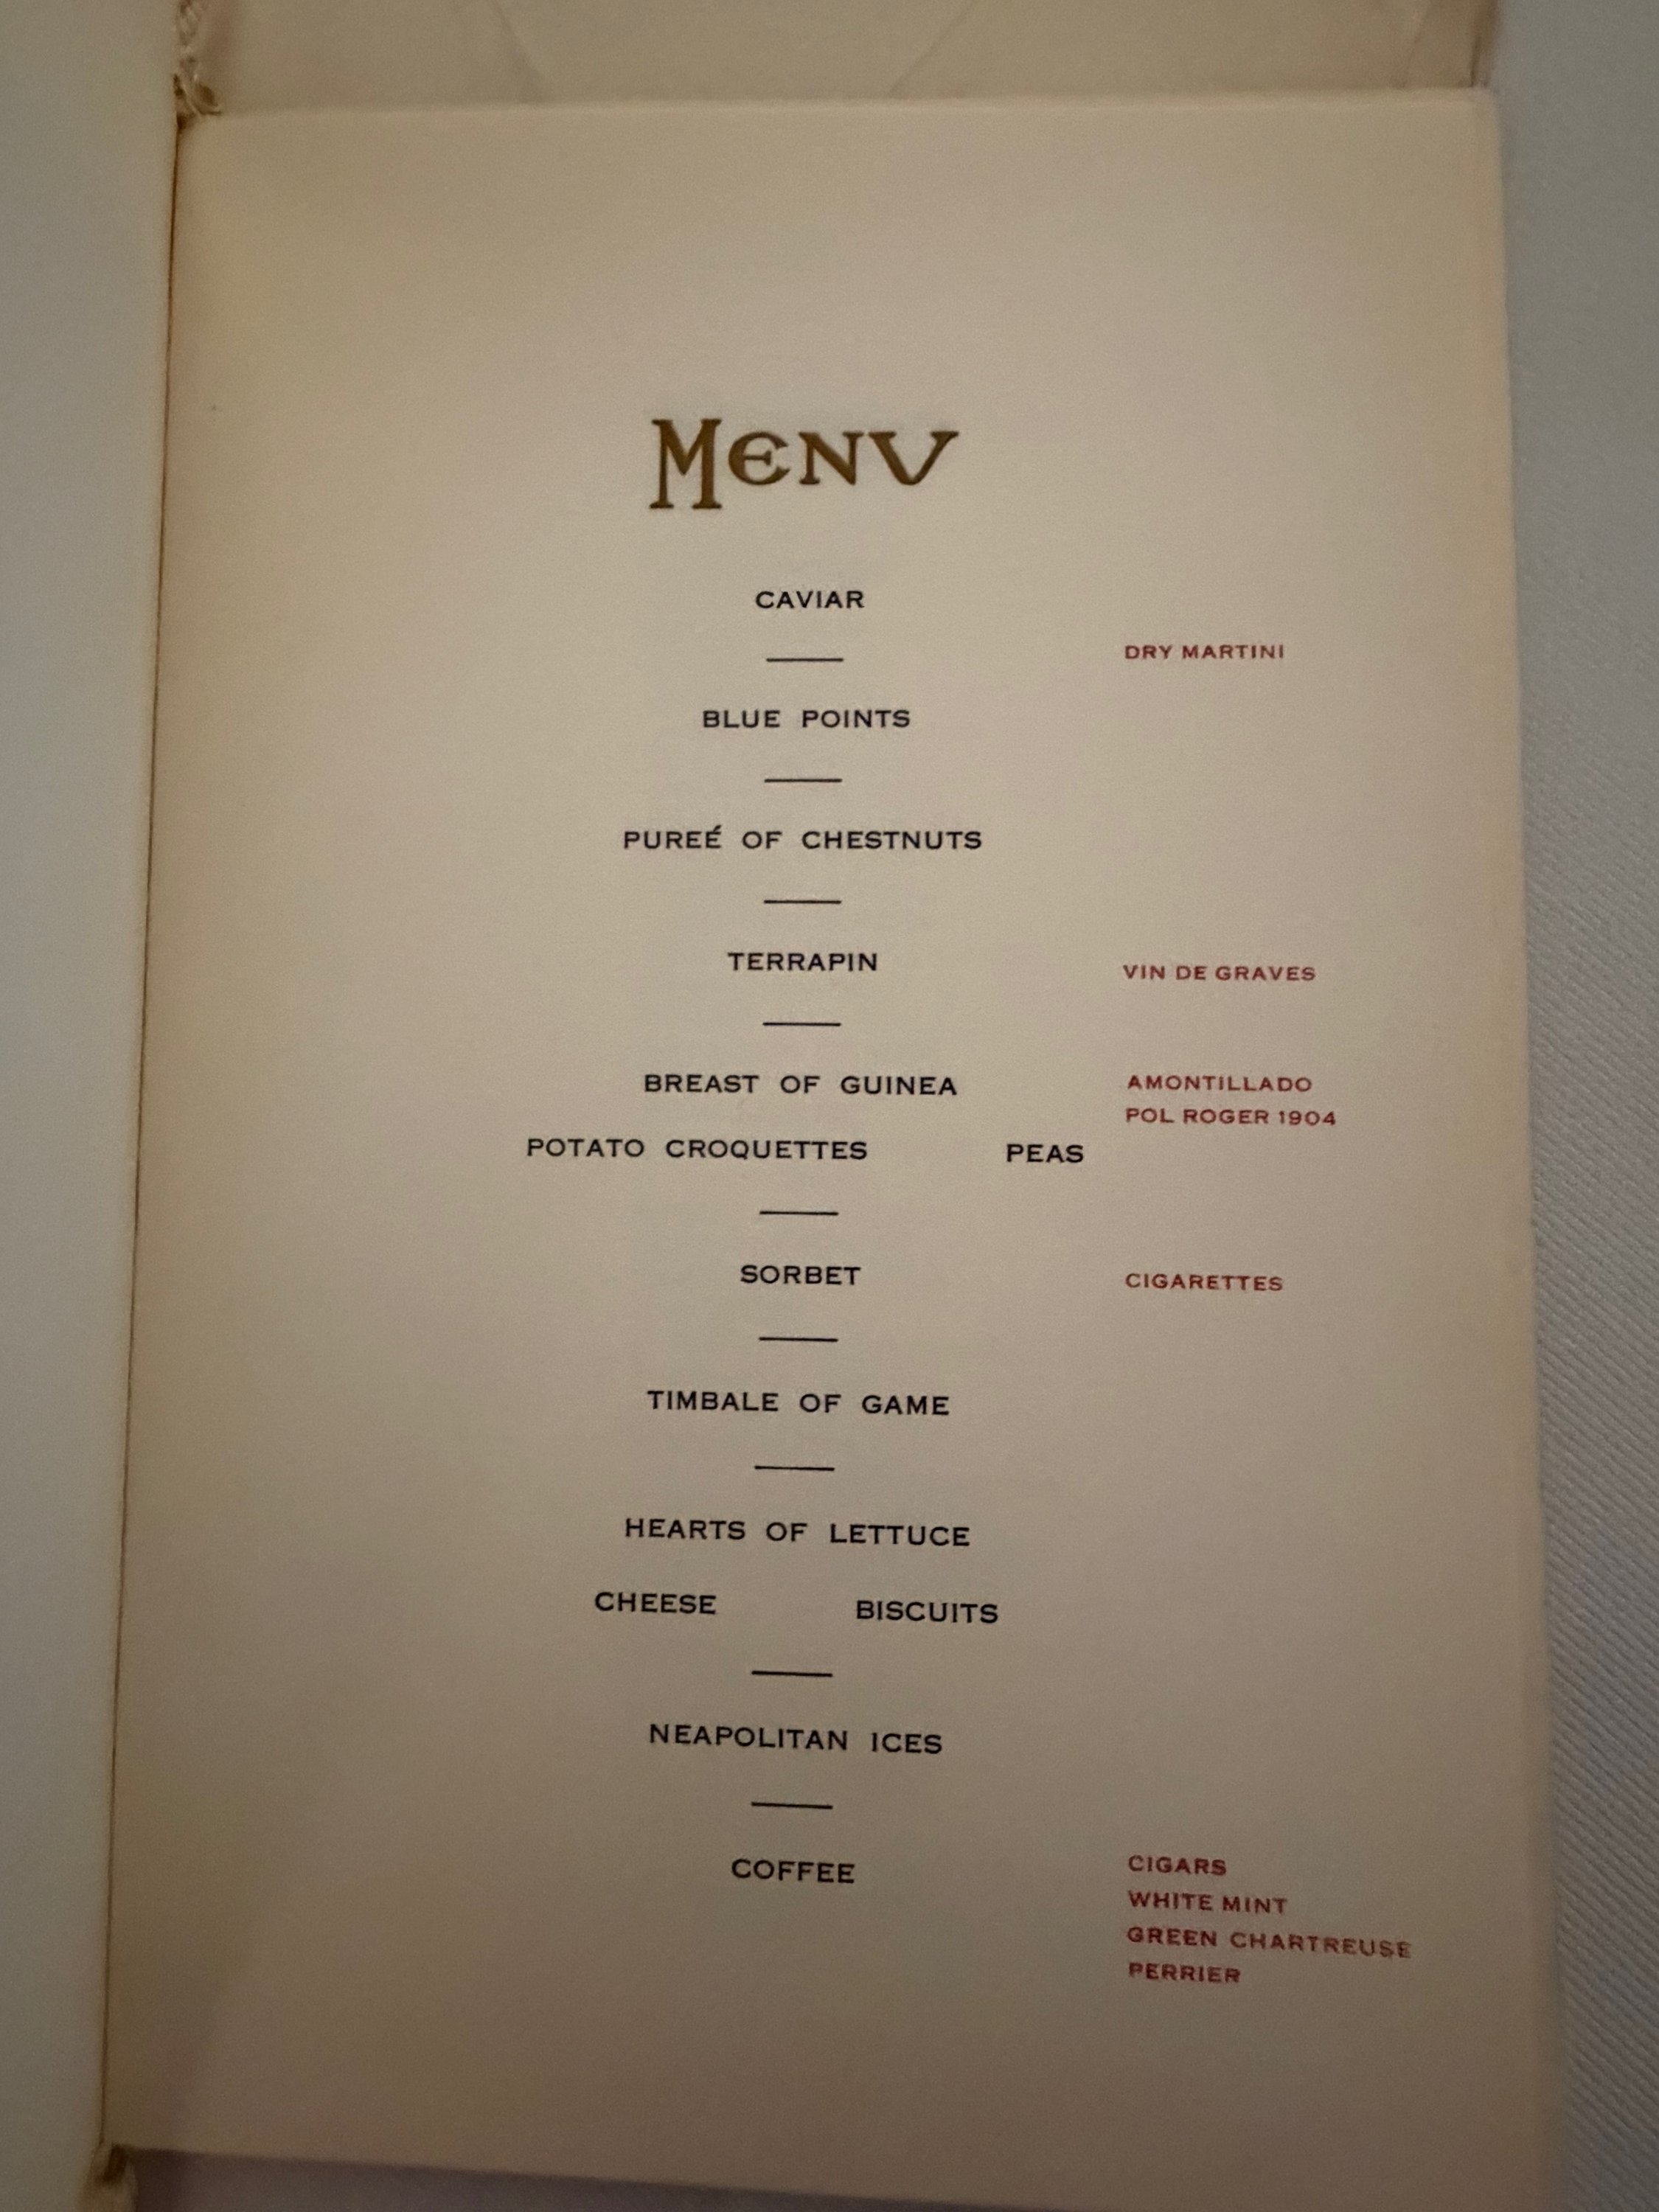 MENU
CAVIAR
DRY MARTINI
BLUE POINTS
PUREÉ OF CHESTNUTS
TERRAPIN
VIN DE GRAVES
BREAST OF GUINEA
AMONTILLADO
POL ROGER 1904
POTATO CROQUETTES PEAS
SORBET
CIGARETTES
TIMBALE OF GAME
HEARTS OF LETTUCE
CHEESE BISCUITS
NEAPOLITAN ICES
COFFEE
CIGARS
WHITE MINT
GREEN CHARTREUSE
PERRIER